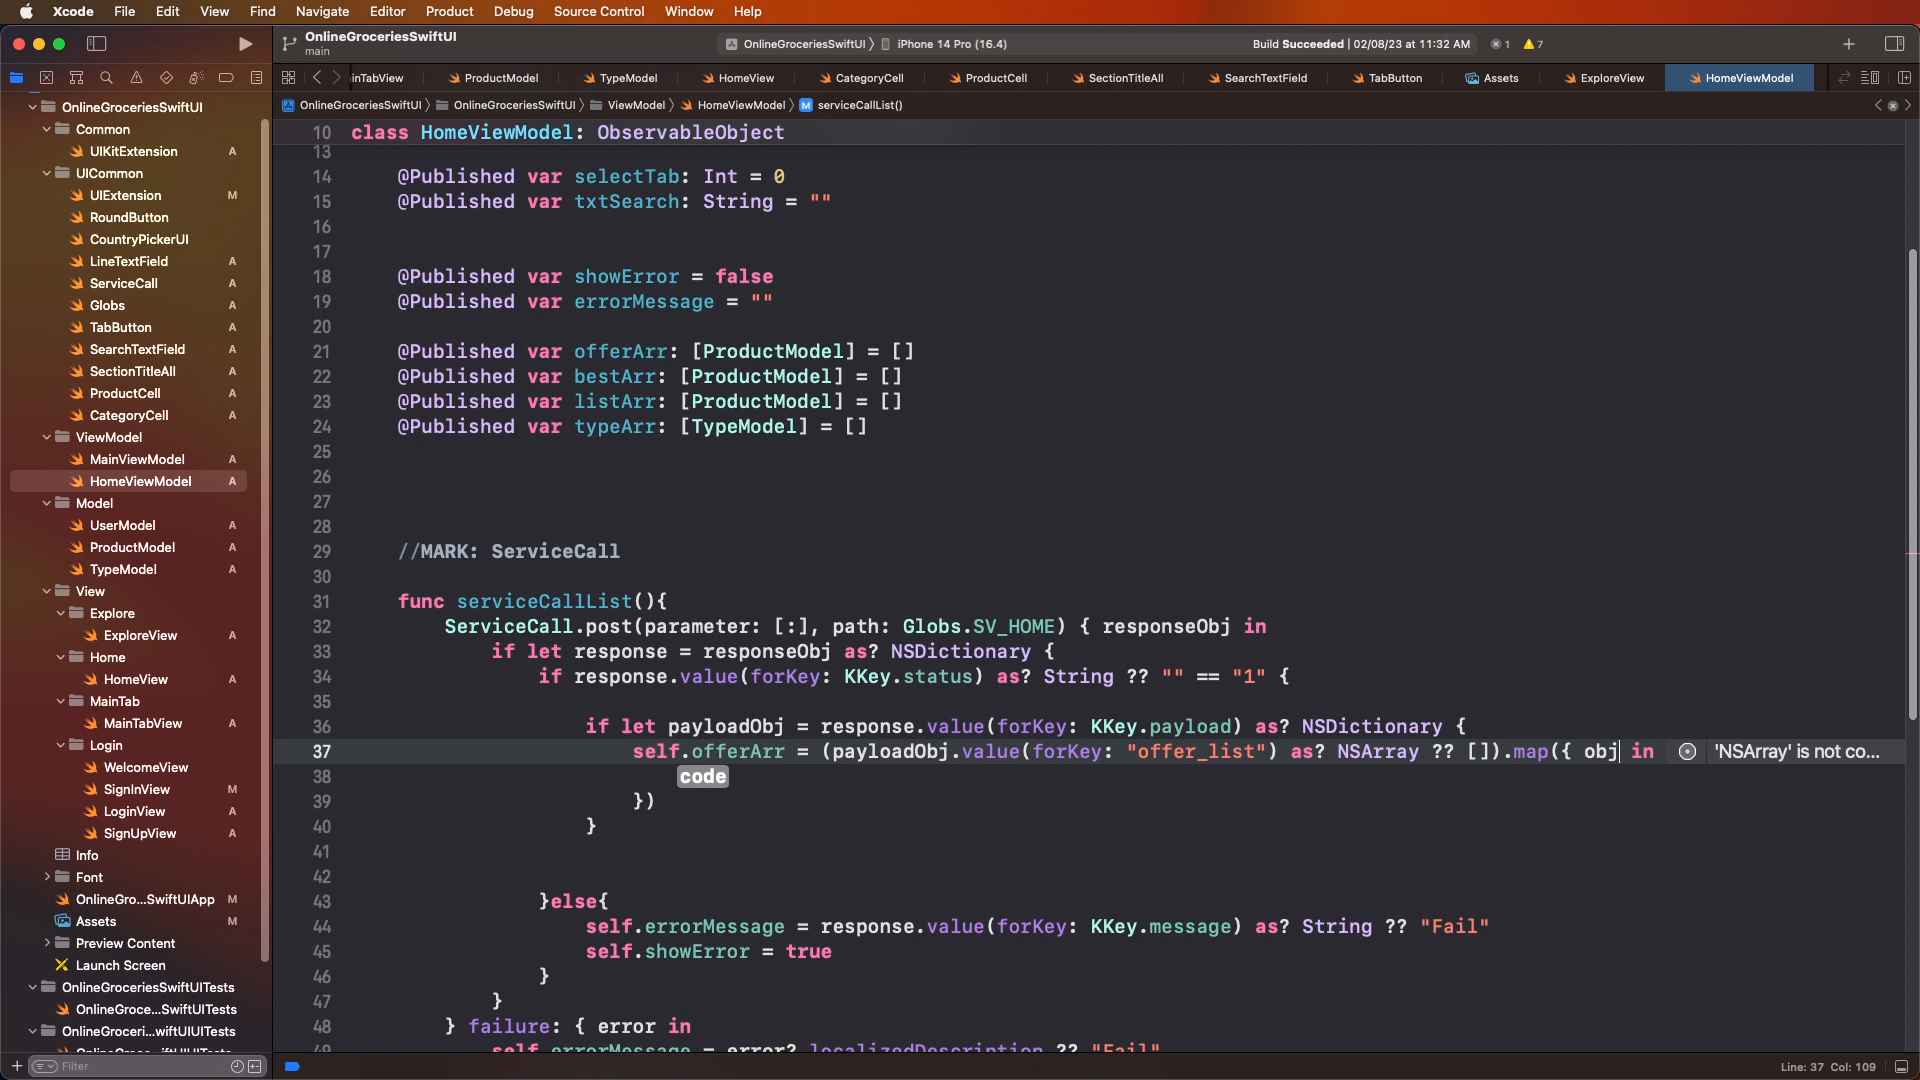 Xcode File Edit View Find Navigate Editor Product Debug Source Control Window Help
OnlineGroceriesSwiftUI
main
OnlineGroceriesSwiftUI iPhone 14 Pro (16.4)
Build Succeeded | 02/08/23 at 11:32 AM 1 7
inTabView ProductModel TypeModel HomeView CategoryCell ProductCell SectionTitleAll SearchTextField TabButton Assets ExploreView HomeViewModel
OnlineGroceriesSwiftUI OnlineGroceriesSwiftUI ViewModel HomeViewModel M serviceCallList()
OnlineGroceriesSwiftUI
Common
UIKitExtension A
UICommon
UIExtension M
RoundButton
CountryPickerUI
LineTextField A
ServiceCall A
Globs A
TabButton A
SearchTextField A
SectionTitleAll A
ProductCell A
CategoryCell A
ViewModel
MainViewModel A
HomeViewModel A
Model
UserModel A
ProductModel A
TypeModel A
View
Explore
ExploreView A
Home
HomeView A
MainTab
MainTabView A
Login
WelcomeView
SignInView M
LoginView A
SignUpView A
Info
Font
OnlineGro...SwiftUIApp M
Assets M
Preview Content
Launch Screen
OnlineGroceriesSwiftUITests
OnlineGroce...SwiftUITests
OnlineGroceri...wiftUIUITests
Filter
10 class HomeViewModel: ObservableObject
13
14 @Published var selectTab: Int = 0
15 @Published var txtSearch: String = ""
16
17
18 @Published var showError = false
19 @Published var errorMessage = ""
20
21 @Published var offerArr: [ProductModel] = []
22 @Published var bestArr: [ProductModel] = []
23 @Published var listArr: [ProductModel] = []
24 @Published var typeArr: [TypeModel] = []
25
26
27
28
29 //MARK: ServiceCall
30
31 func serviceCallList(){
32 ServiceCall.post(parameter: [:], path: Globs.SV_HOME) { responseObj in
33 if let response = responseObj as? NSDictionary {
34 if response.value(forKey: KKey.status) as? String ?? "" == "1" {
35
36 if let payloadObj = response.value(forKey: KKey.payload) as? NSDictionary {
37 self.offerArr = (payloadObj.value(forKey: "offer_list") as? NSArray ?? []).map({ obj in 'NSArray' is not co...
38 code
39 })
40 }
41
42
43 }else{
44 self.errorMessage = response.value(forKey: KKey.message) as? String ?? "Fail"
45 self.showError = true
46 }
47 }
48 } failure: { error in
49 self.errorMessage = error?.localizedDescription ?? "Fail"
Line: 37 Col: 109